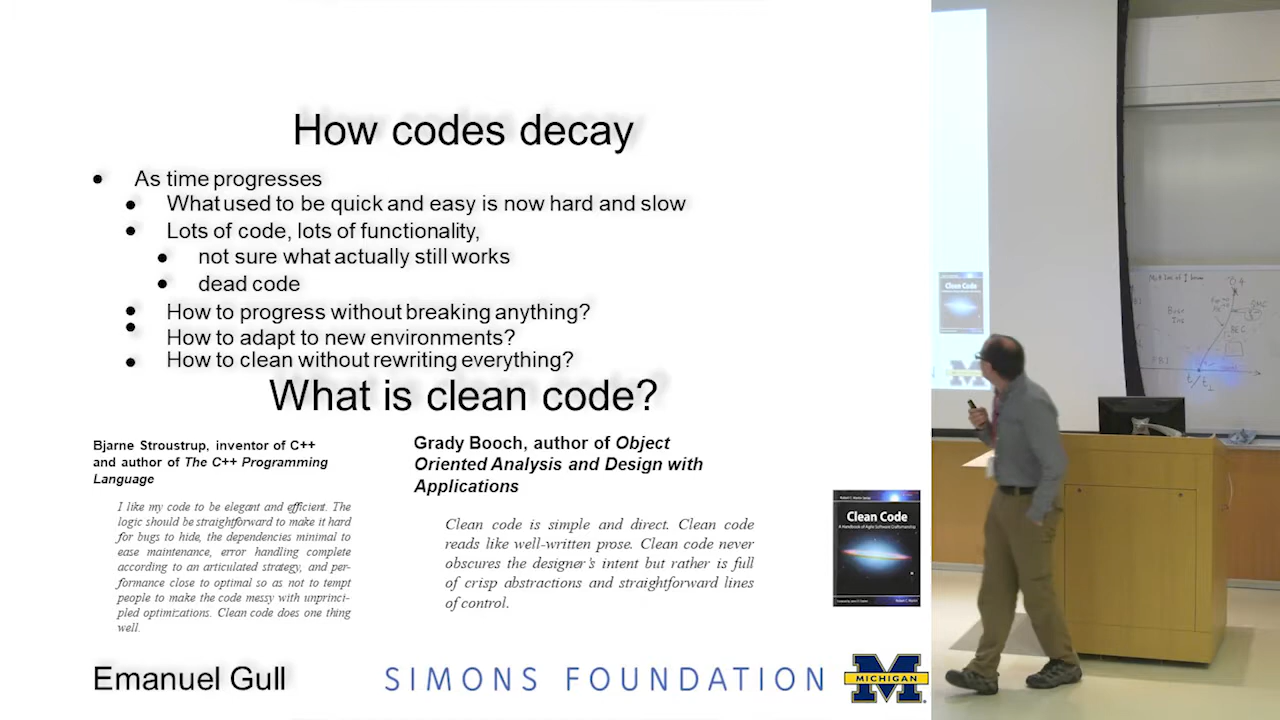 How codes decay
As time progresses
What used to be quick and easy is now hard and slow
Lots of code, lots of functionality,
not sure what actually still works
dead code
How to progress without breaking anything?
How to adapt to new environments?
How to clean without rewriting everything?
What is clean code?
Bjarne Stroustrup, inventor of C++
and author of The C++ Programming
Language
I like my code to be elegant and efficient. The
logic should be straightforward to make it hard
for bugs to hide, the dependencies minimal to
ease maintenance, error handling complete
according to an articulated strategy, and per-
formance close to optimal so as not to tempt
people to make the code messy with unprinci-
pled optimizations. Clean code does one thing
well.
Grady Booch, author of Object
Oriented Analysis and Design with
Applications
Clean code is simple and direct. Clean code
reads like well-written prose. Clean code never
obscures the designer's intent but rather is full
of crisp abstractions and straightforward lines
of control.
Clean Code
A Handbook of Agile Software Craftsmanship
Emanuel Gull
SIMONS FOUNDATION
M
MICHIGAN
Clean Code
BEC